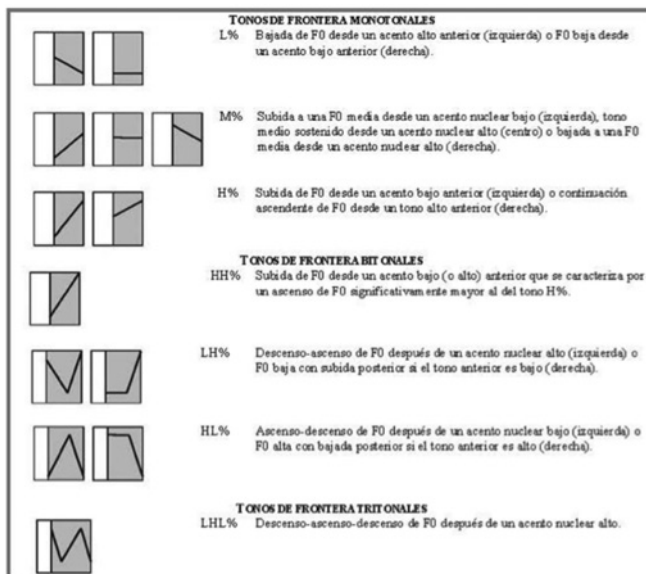 TONOS DE FRONTERA MONOTONALES
L% Bajada de F0 desde un acento alto anterior (izquierda) o F0 baja desde
un acento bajo anterior (derecha).
M% Subida a una F0 media desde un acento nuclear bajo (izquierda), tono
medio sostenido desde un acento nuclear alto (centro) o bajada a una F0
media desde un acento nuclear alto (derecha).
H% Subida de F0 desde un acento bajo anterior (izquierda) o continuación
ascendente de F0 desde un tono alto anterior (derecha).
TONOS DE FRONTERA BITONALES
HH% Subida de F0 desde un acento bajo (o alto) anterior que se caracteriza por
un ascenso de F0 significativamente mayor al del tono H%.
LH% Descenso-ascenso de F0 después de un acento nuclear alto (izquierda) o
F0 baja con subida posterior si el tono anterior es bajo (derecha).
HL% Ascenso-descenso de F0 después de un acento nuclear bajo (izquierda) o
F0 alta con bajada posterior si el tono anterior es alto (derecha).
TONOS DE FRONTERA TRITONALES
LHL% Descenso-ascenso-descenso de F0 después de un acento nuclear alto.